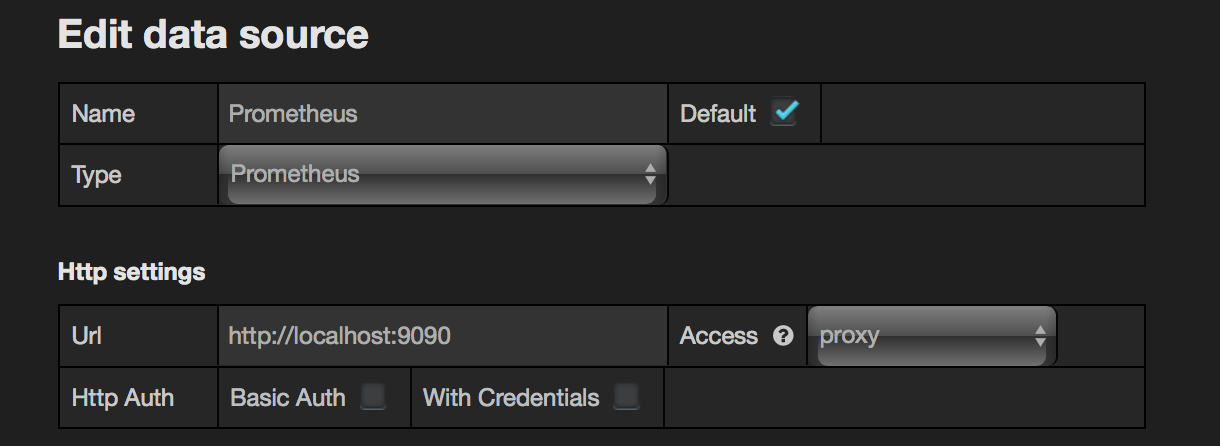 Edit data source
Name Prometheus Default
Type Prometheus
Http settings
Url http://localhost:9090 Access ? proxy
Http Auth Basic Auth With Credentials